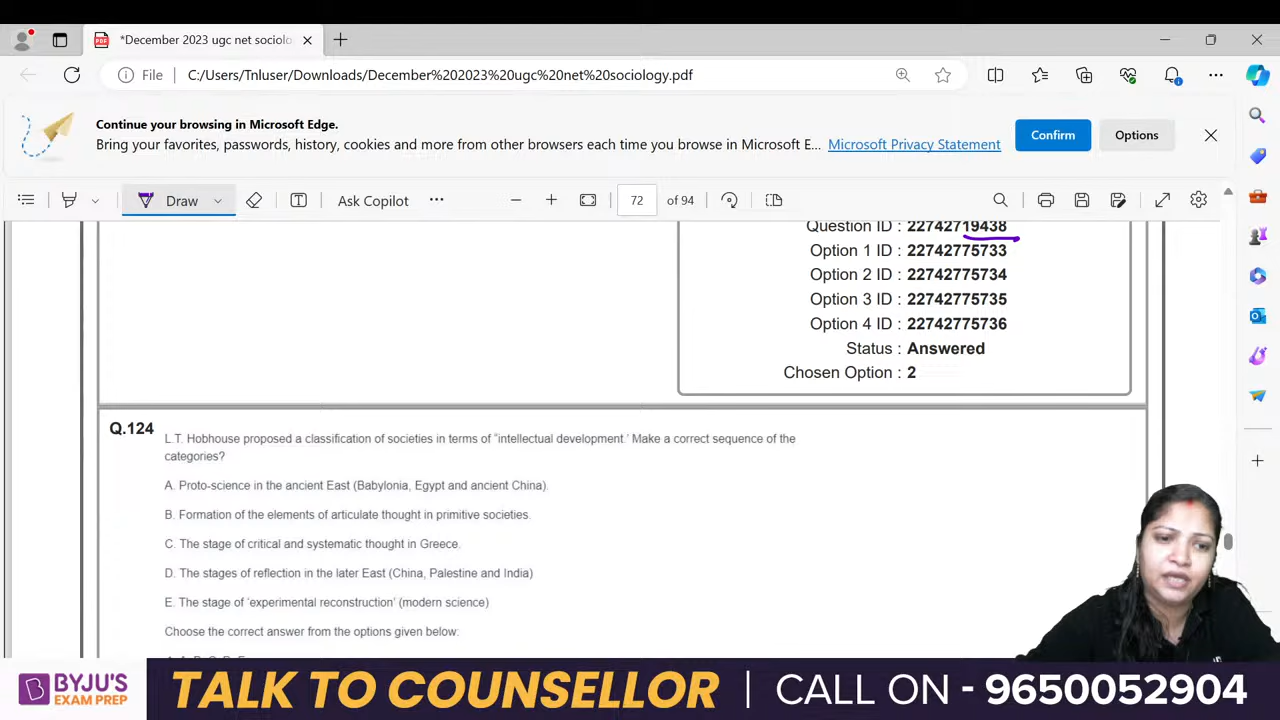 *December 2023 ugc net sociolo
File C:/Users/Tnluser/Downloads/December%202023%20ugc%20net%20sociology.pdf
Continue your browsing in Microsoft Edge.
Bring your favorites, passwords, history, cookies and more from other browsers each time you browse in Microsoft E... Microsoft Privacy Statement
Confirm
Options
Draw
Ask Copilot
72 of 94
Question ID : 22742719438
Option 1 ID : 22742775733
Option 2 ID : 22742775734
Option 3 ID : 22742775735
Option 4 ID : 22742775736
Status : Answered
Chosen Option : 2
Q.124
L.T. Hobhouse proposed a classification of societies in terms of "intellectual development.' Make a correct sequence of the
categories?
A. Proto-science in the ancient East (Babylonia, Egypt and ancient China).
B. Formation of the elements of articulate thought in primitive societies.
C. The stage of critical and systematic thought in Greece.
D. The stages of reflection in the later East (China, Palestine and India)
E. The stage of 'experimental reconstruction' (modern science)
Choose the correct answer from the options given below:
BYJU'S
EXAM PREP
TALK TO COUNSELLOR | CALL ON - 9650052904